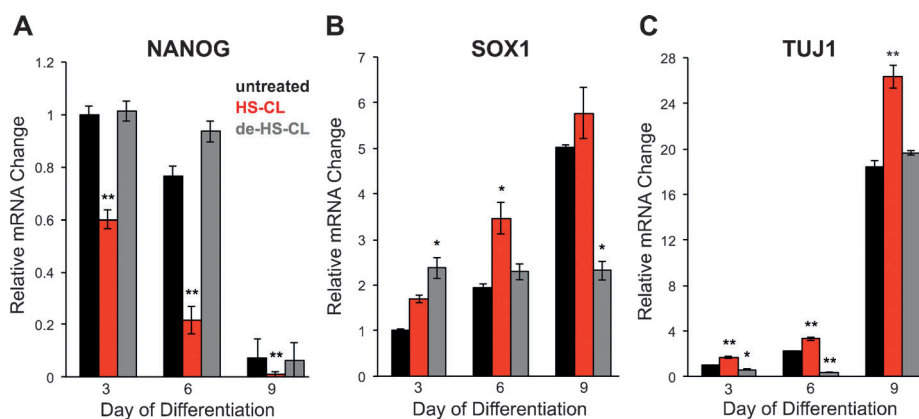 A
NANOG
Relative mRNA Change
1.2
1
0.8
0.6
0.4
0.2
0
untreated
HS-CL
de-HS-CL
**
**
**
3
6
9
Day of Differentiation
B
SOX1
Relative mRNA Change
7
6
5
4
3
2
1
0
*
*
*
3
6
9
Day of Differentiation
C
TUJ1
Relative mRNA Change
28
24
20
16
12
8
4
0
**
*
**
**
**
3
6
9
Day of Differentiation